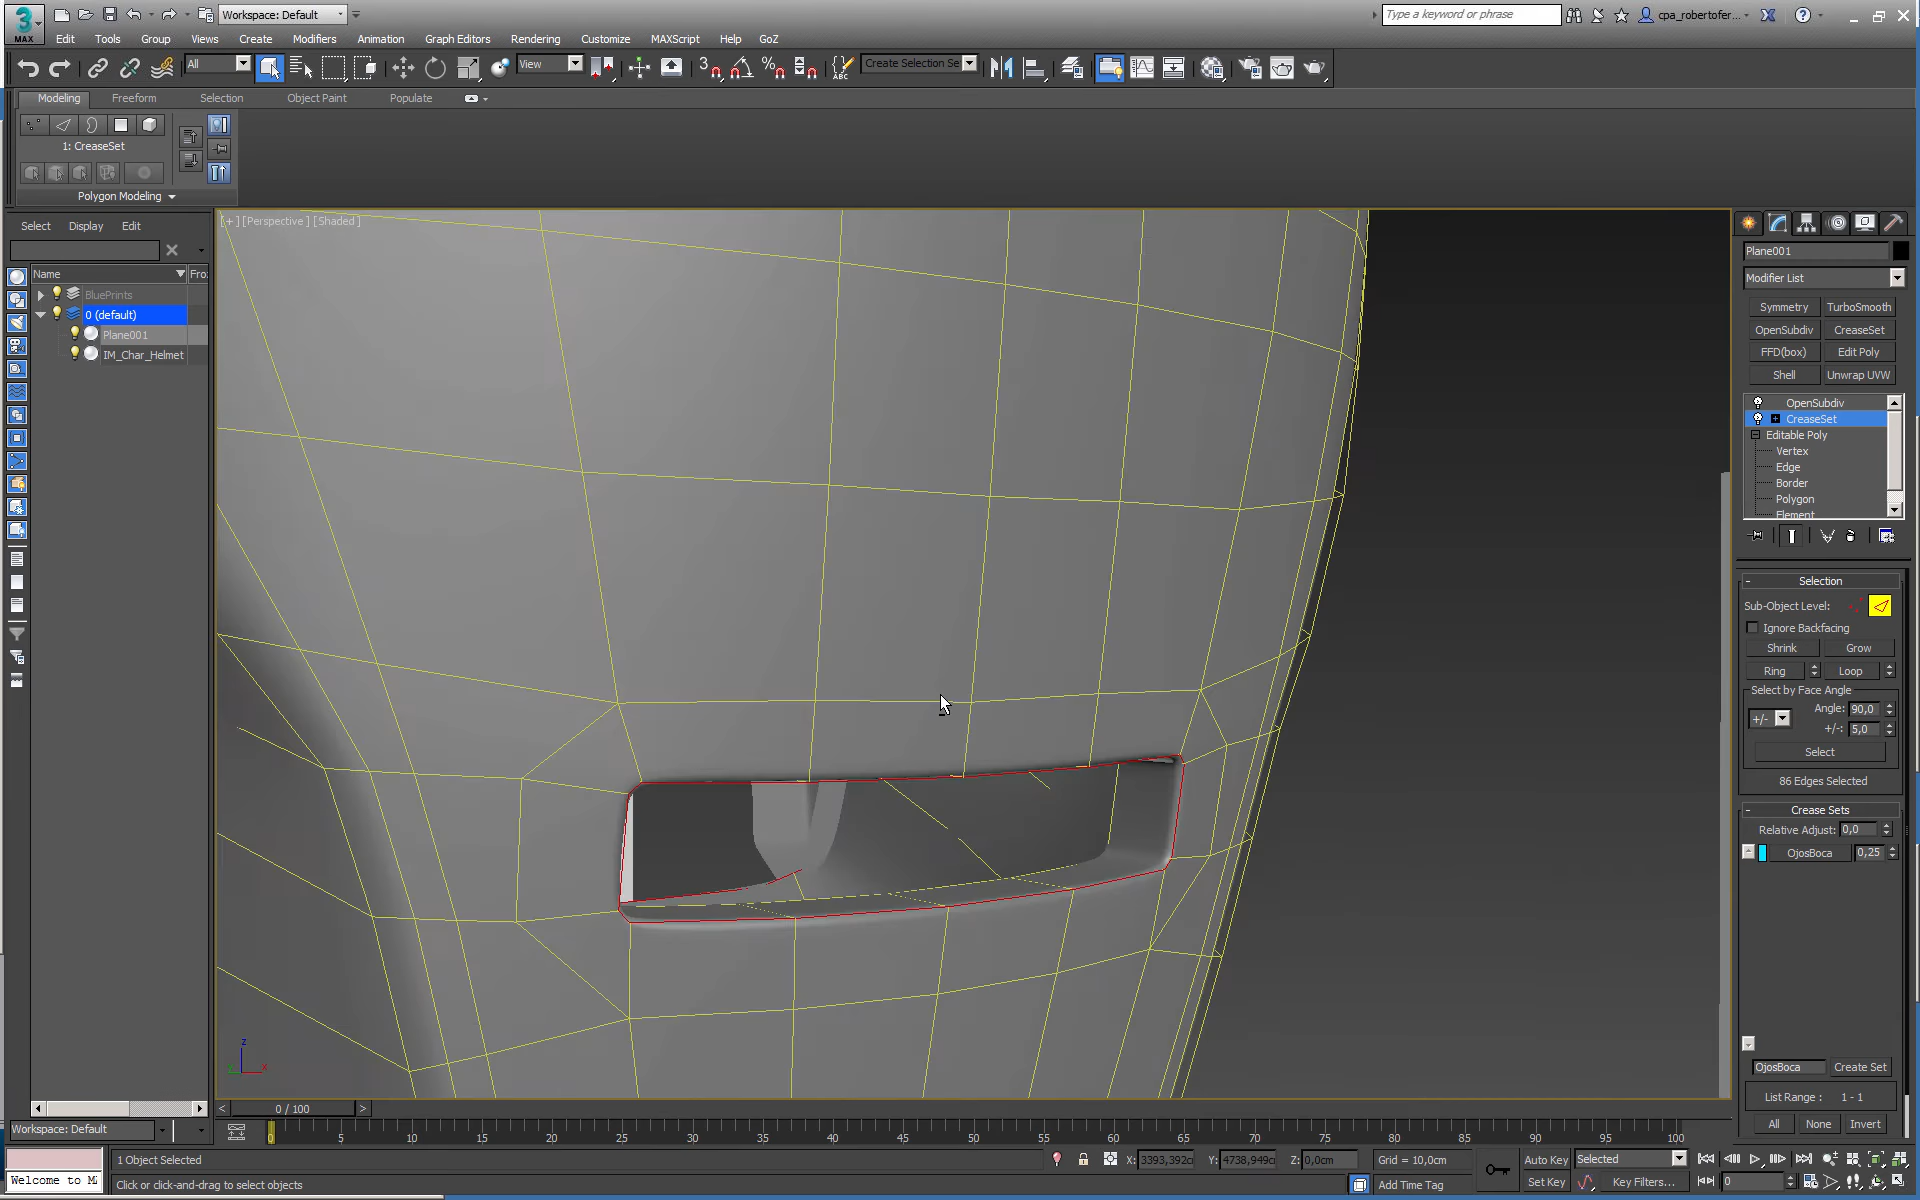 Workspace: Default
Type a keyword or phrase
cpa_robertofer...
MAX
Edit Tools Group Views Create Modifiers Animation Graph Editors Rendering Customize MAXScript Help GoZ
All
View
Create Selection Se
Modeling Freeform Selection Object Paint Populate
1: CreaseSet
Polygon Modeling
Select Display Edit
Name Fro
BluePrints
0 (default)
Plane001
IM_Char_Helmet
[+] [Perspective] [Shaded]
Plane001
Modifier List
Symmetry TurboSmooth
OpenSubdiv CreaseSet
FFD(box) Edit Poly
Shell Unwrap UVW
OpenSubdiv
CreaseSet
Editable Poly
Vertex
Edge
Border
Polygon
Element
Selection
Sub-Object Level:
Ignore Backfacing
Shrink Grow
Ring Loop
Select by Face Angle
+/- Angle: 90,0
+/-: 5,0
Select
86 Edges Selected
Crease Sets
Relative Adjust: 0,0
OjosBoca 0,25
OjosBoca Create Set
List Range : 1 - 1
All None Invert
z
x
< 0 / 100 >
Workspace: Default
0 5 10 15 20 25 30 35 40 45 50 55 60 65 70 75 80 85 90 95 100
1 Object Selected
X: 3393,392c Y: 4738,949c Z: 0,0cm Grid = 10,0cm
Auto Key Selected
Welcome to M
Click or click-and-drag to select objects
Add Time Tag
Set Key Key Filters... 0